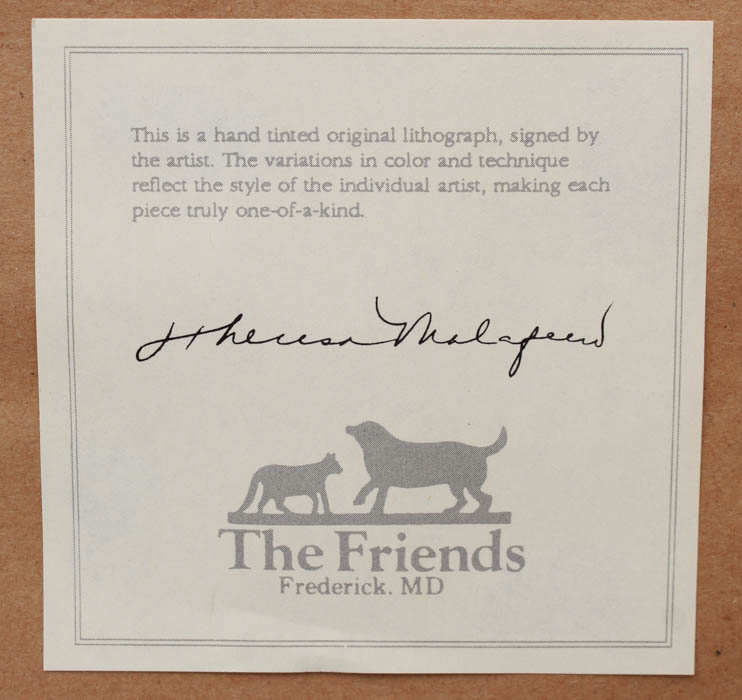 This is a hand tinted original lithograph, signed by
the artist. The variations in color and technique
reflect the style of the individual artist, making each
piece truly one-of-a-kind.
Theresa
The Friends
Frederick, MD